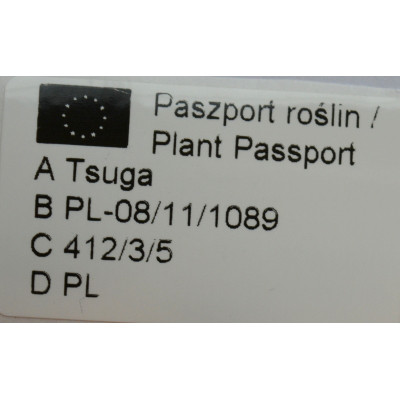 Paszport roślin /
Plant Passport
A Tsuga
B PL-08/11/1089
C 412/3/5
D PL